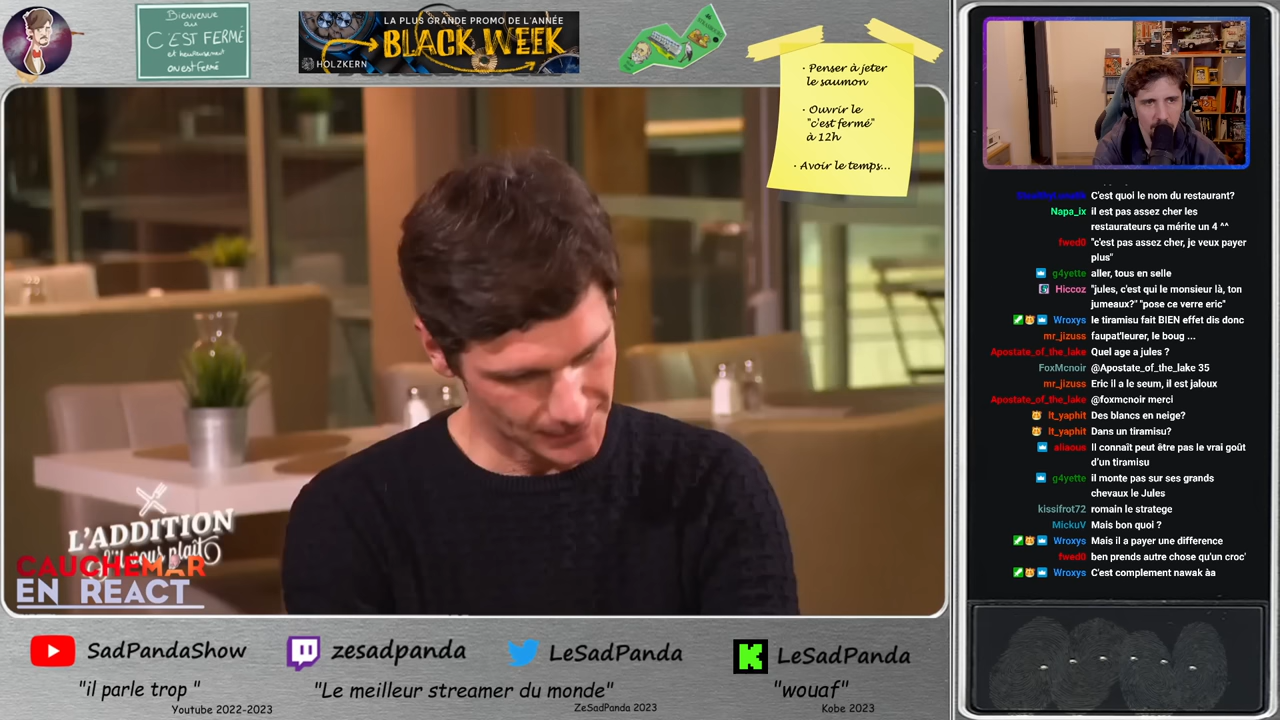 Bienvenue
au
C'EST FERMÉ
et heureusement
on est fermé
LA PLUS GRANDE PROMO DE L'ANNÉE
BLACK WEEK
HOLZKERN
· Penser à jeter
le saumon
· Ouvrir le
"c'est fermé"
à 12h
· Avoir le temps...
L'ADDITION
s'il vous plaît
CAUCHEMAR
EN REACT
SadPandaShow
"il parle trop "
Youtube 2022-2023
zesadpanda
"Le meilleur streamer du monde"
ZeSadPanda 2023
LeSadPanda
LeSadPanda
"wouaf"
Kobe 2023
C'est quoi le nom du restaurant?
Napa_ix il est pas assez cher les
restaurateurs ça mérite un 4 ^^
fwed0 "c'est pas assez cher, je veux payer
plus"
g4yette aller, tous en selle
Hiccoz "jules, c'est qui le monsieur là, ton
jumeaux?" "pose ce verre eric"
Wroxys le tiramisu fait BIEN effet dis donc
mr_jizuss faupat'leurer, le boug ...
Apostate_of_the_lake Quel age a jules ?
FoxMcnoir @Apostate_of_the_lake 35
mr_jizuss Eric il a le seum, il est jaloux
Apostate_of_the_lake @foxmcnoir merci
lt_yaphit Des blancs en neige?
lt_yaphit Dans un tiramisu?
aliaous Il connaît peut être pas le vrai goût
d'un tiramisu
g4yette il monte pas sur ses grands
chevaux le Jules
kissifrot72 romain le stratege
MickuV Mais bon quoi ?
Wroxys Mais il a payer une difference
fwed0 ben prends autre chose qu'un croc'
Wroxys C'est complement nawak àa